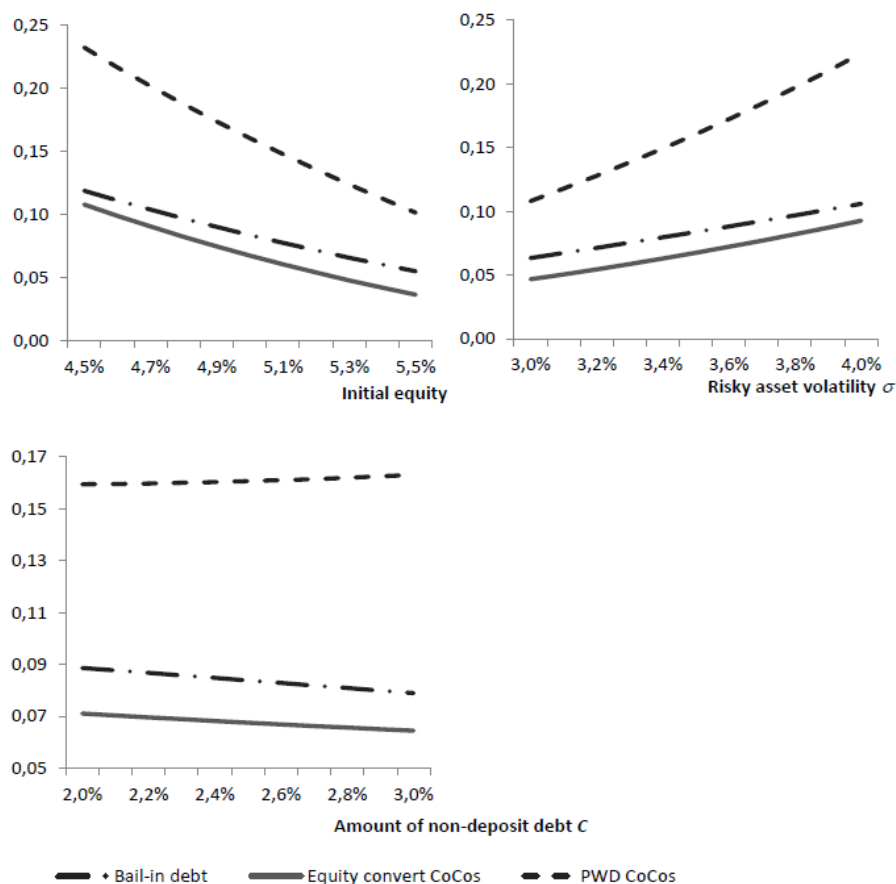 0,25
0,20
0,15
0,10
0,05
0,00
4,5% 4,7% 4,9% 5,1% 5,3% 5,5%
Initial equity
0,25
0,20
0,15
0,10
0,05
0,00
3,0% 3,2% 3,4% 3,6% 3,8% 4,0%
Risky asset volatility σ
0,17
0,15
0,13
0,11
0,09
0,07
0,05
2,0% 2,2% 2,4% 2,6% 2,8% 3,0%
Amount of non-deposit debt C
Bail-in debt Equity convert CoCos PWD CoCos